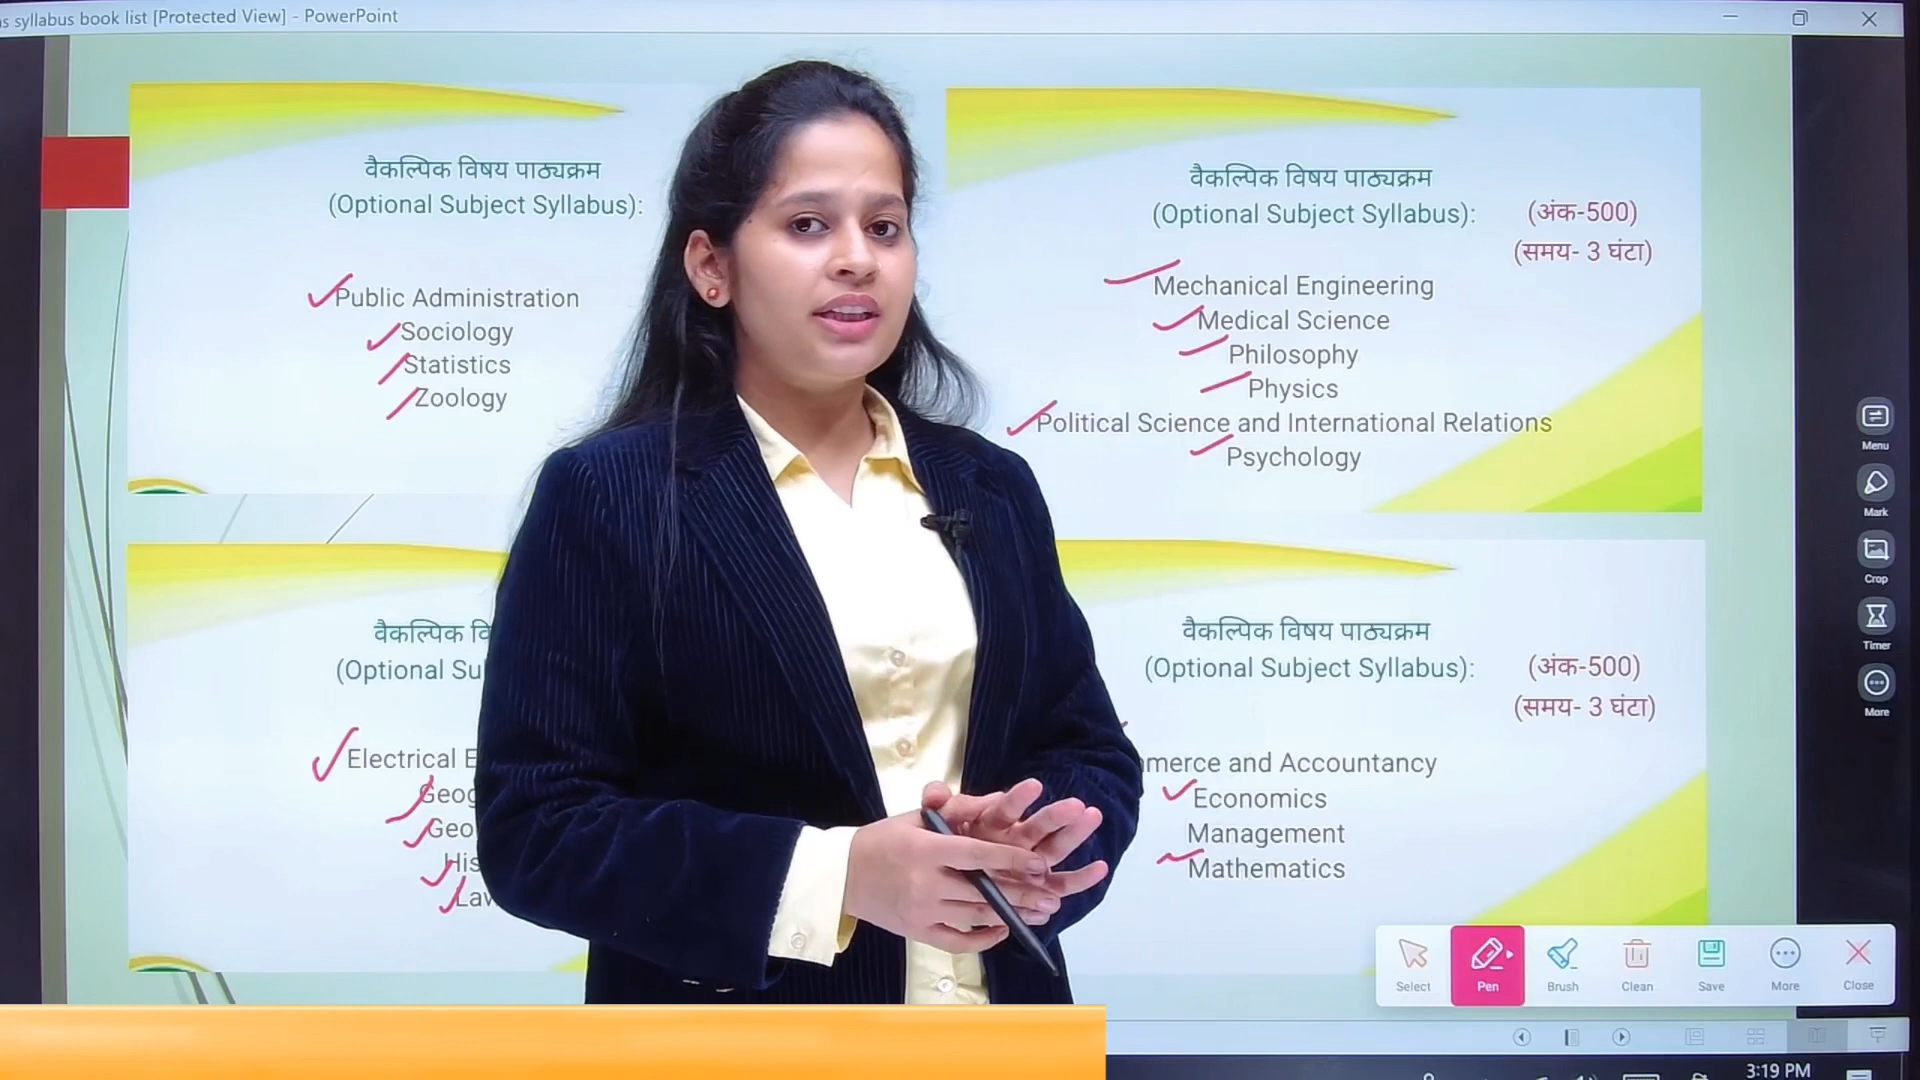 as syllabus book list [Protected View] - PowerPoint
वैकल्पिक विषय पाठ्यक्रम
(Optional Subject Syllabus):
Public Administration
Sociology
Statistics
Zoology
वैकल्पिक विषय पाठ्यक्रम
(Optional Subject Syllabus):
(अंक-500)
(समय- 3 घंटा)
Mechanical Engineering
Medical Science
Philosophy
Physics
Political Science and International Relations
Psychology
वैकल्पिक
(Optional
Electrical
वैकल्पिक विषय पाठ्यक्रम
(Optional Subject Syllabus):
(अंक-500)
(समय- 3 घंटा)
mmerce and Accountancy
Economics
Management
Mathematics
Menu
Mark
Crop
Timer
More
Select
Pen
Brush
Clean
Save
More
Close
3:19 PM